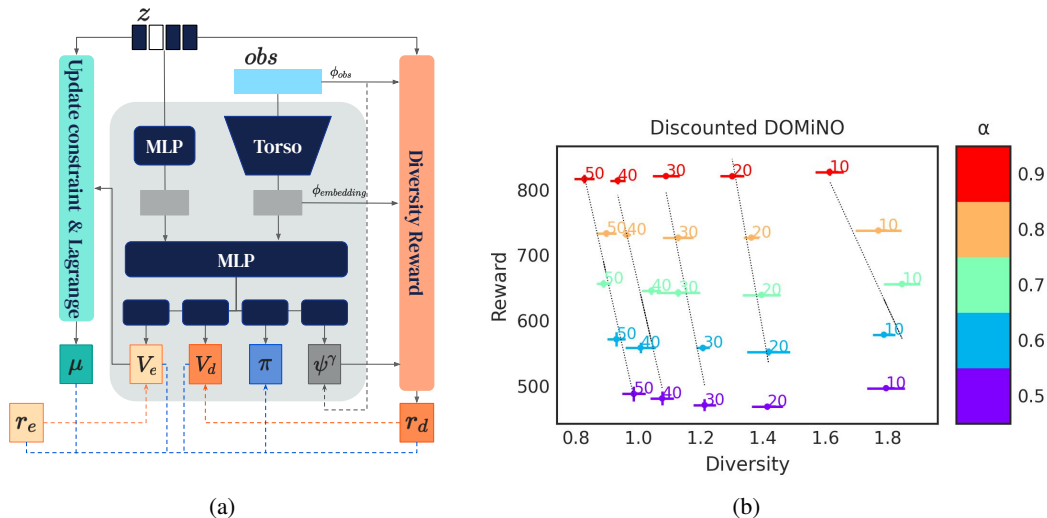 z
obs
ϕobs
Update constraint & Lagrange
MLP
Torso
ϕembedding
Diversity Reward
MLP
μ
Ve
Vd
π
ψγ
re
rd
(a)
Discounted DOMiNO
α
Reward
800
700
600
500
50
40
30
20
10
50
40
30
20
10
50
40
30
20
10
50
40
30
20
10
50
40
30
20
10
0.8
1.0
1.2
1.4
1.6
1.8
Diversity
0.9
0.8
0.7
0.6
0.5
(b)